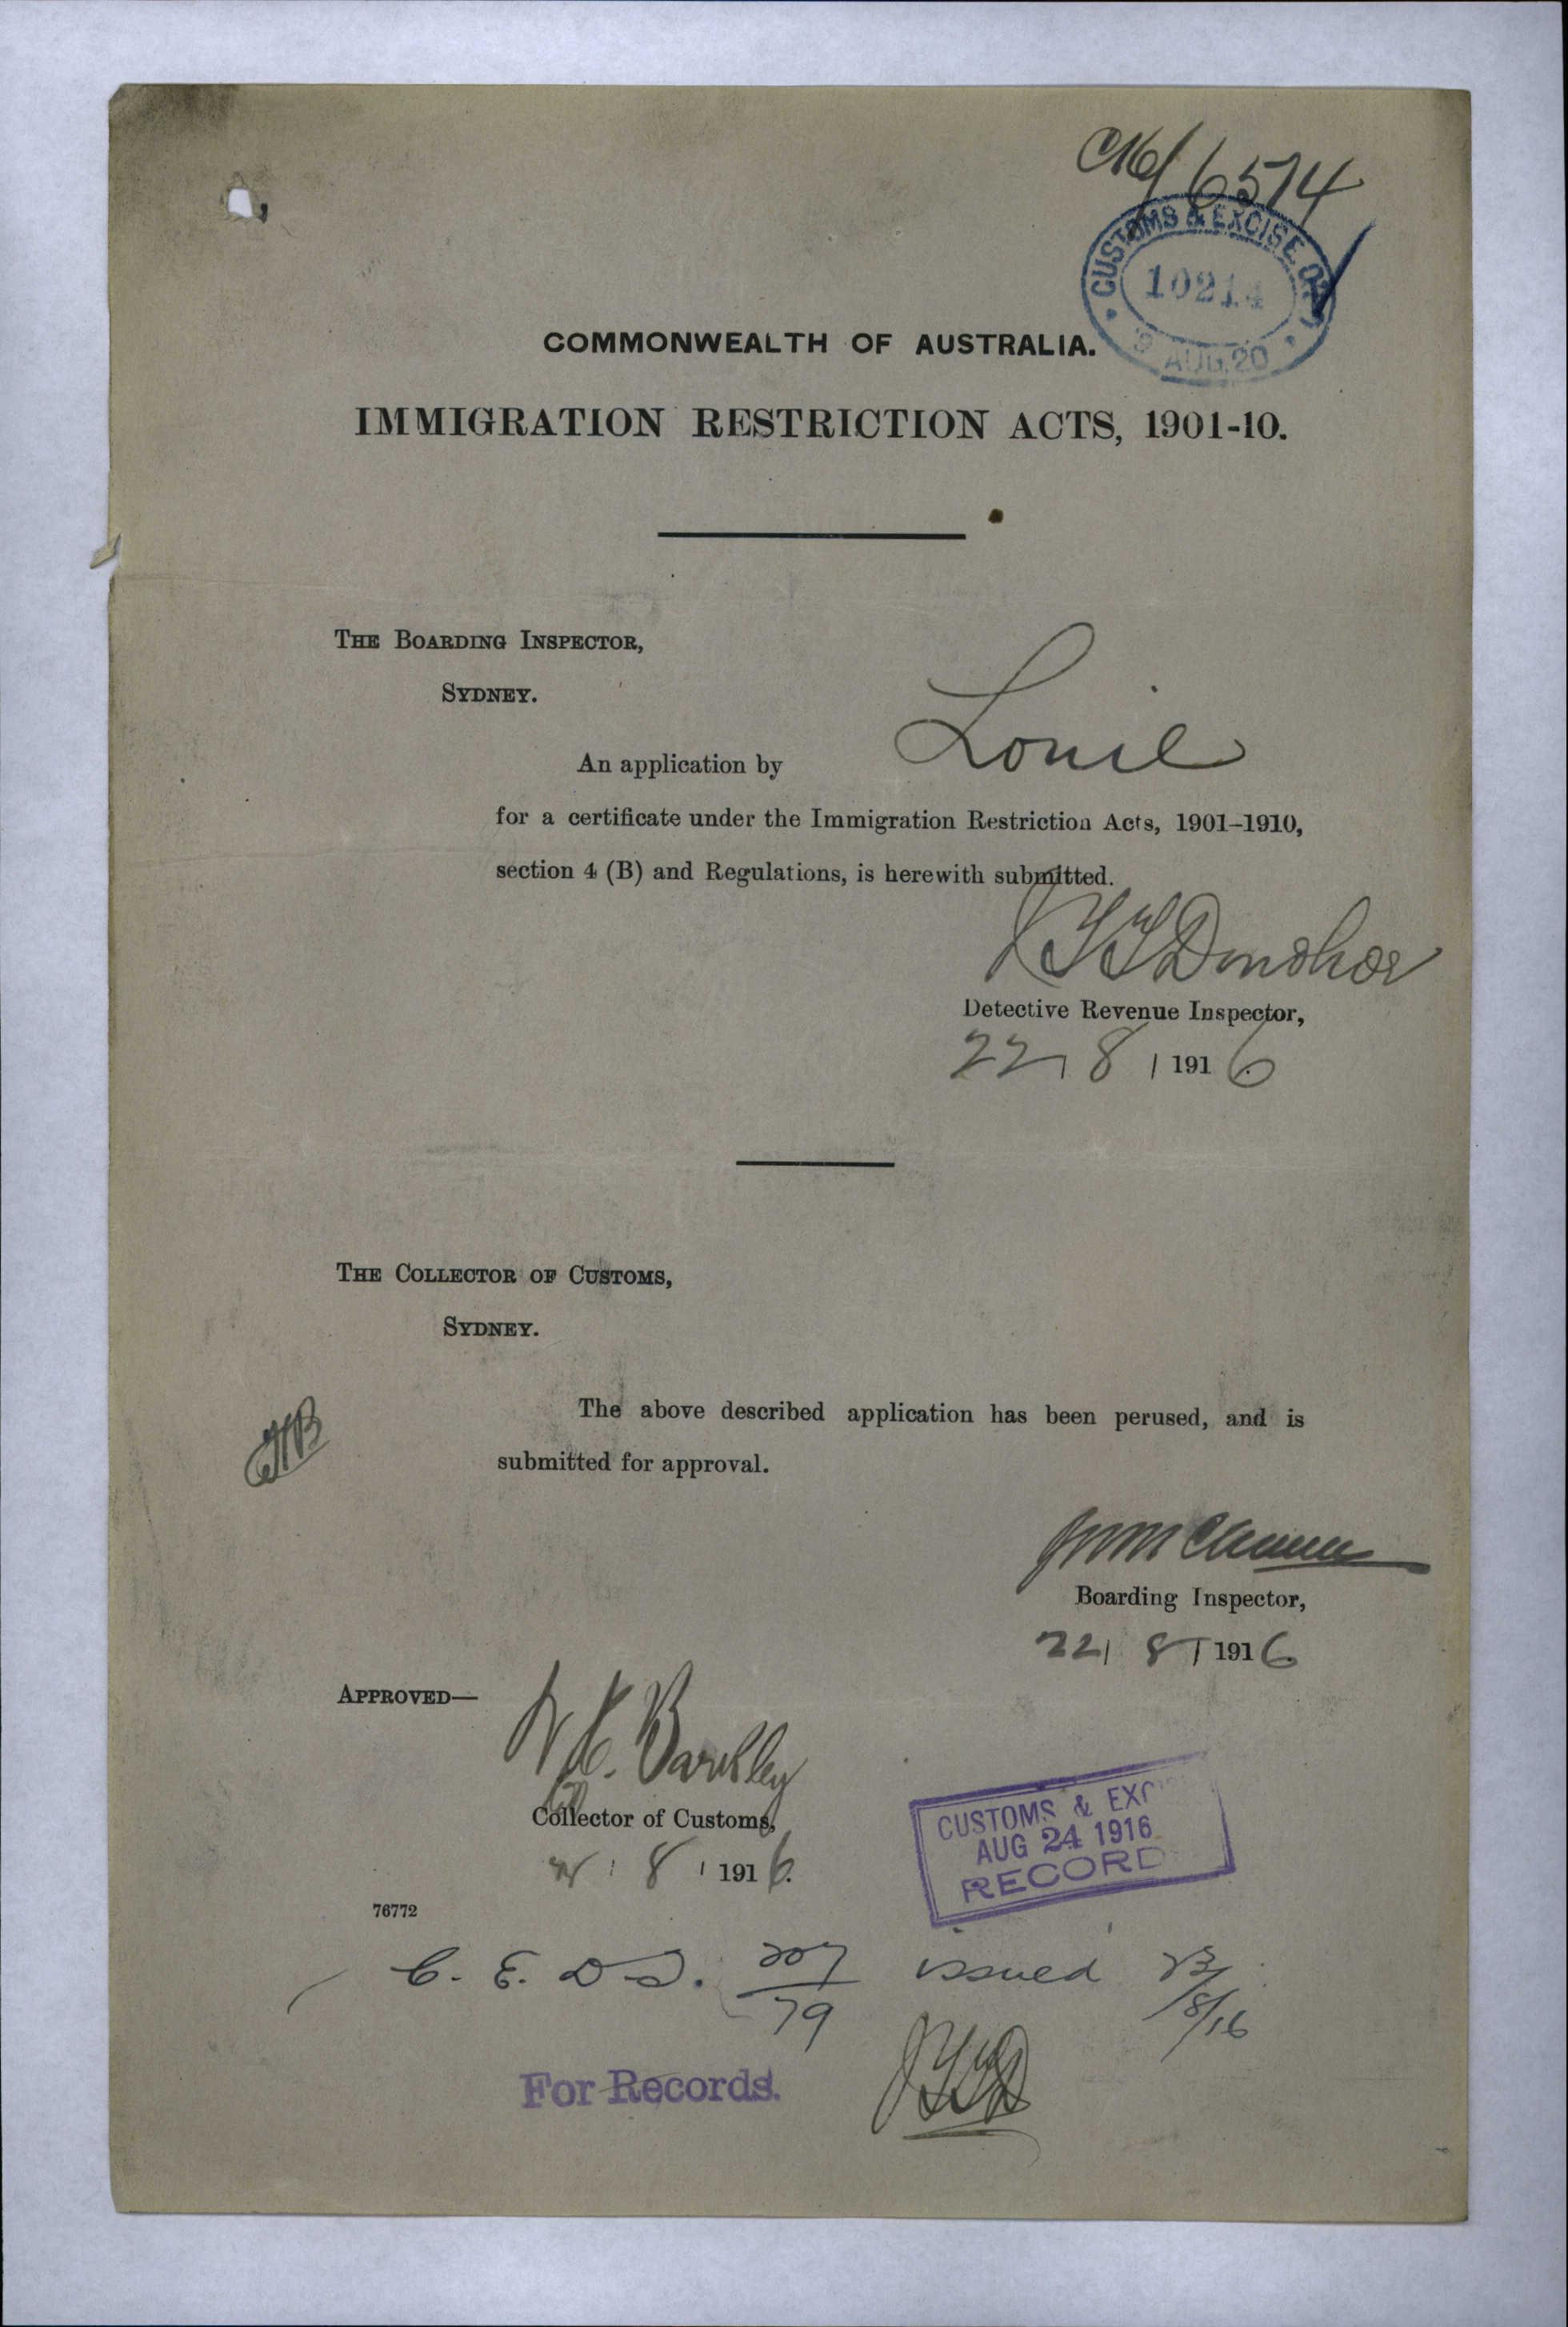 C16/6574
CUSTOMS & EXCISE
10214
AUG. 20
COMMONWEALTH OF AUSTRALIA.
IMMIGRATION RESTRICTION ACTS, 1901-10.
THE BOARDING INSPECTOR,
SYDNEY.
An application by Louie
for a certificate under the Immigration Restriction Acts, 1901–1910,
section 4 (B) and Regulations, is herewith submitted.
Donohoe
Detective Revenue Inspector,
22/8/1916.
THE COLLECTOR OF CUSTOMS,
SYDNEY.
The above described application has been perused, and is
submitted for approval.
Boarding Inspector,
22/8/1916
APPROVED—
Barkley
Collector of Customs,
8/1916.
CUSTOMS & EXC
AUG 24 1916
RECORD
76772
C. E. D. T. 207/79 issued 23/8/16
For Records.